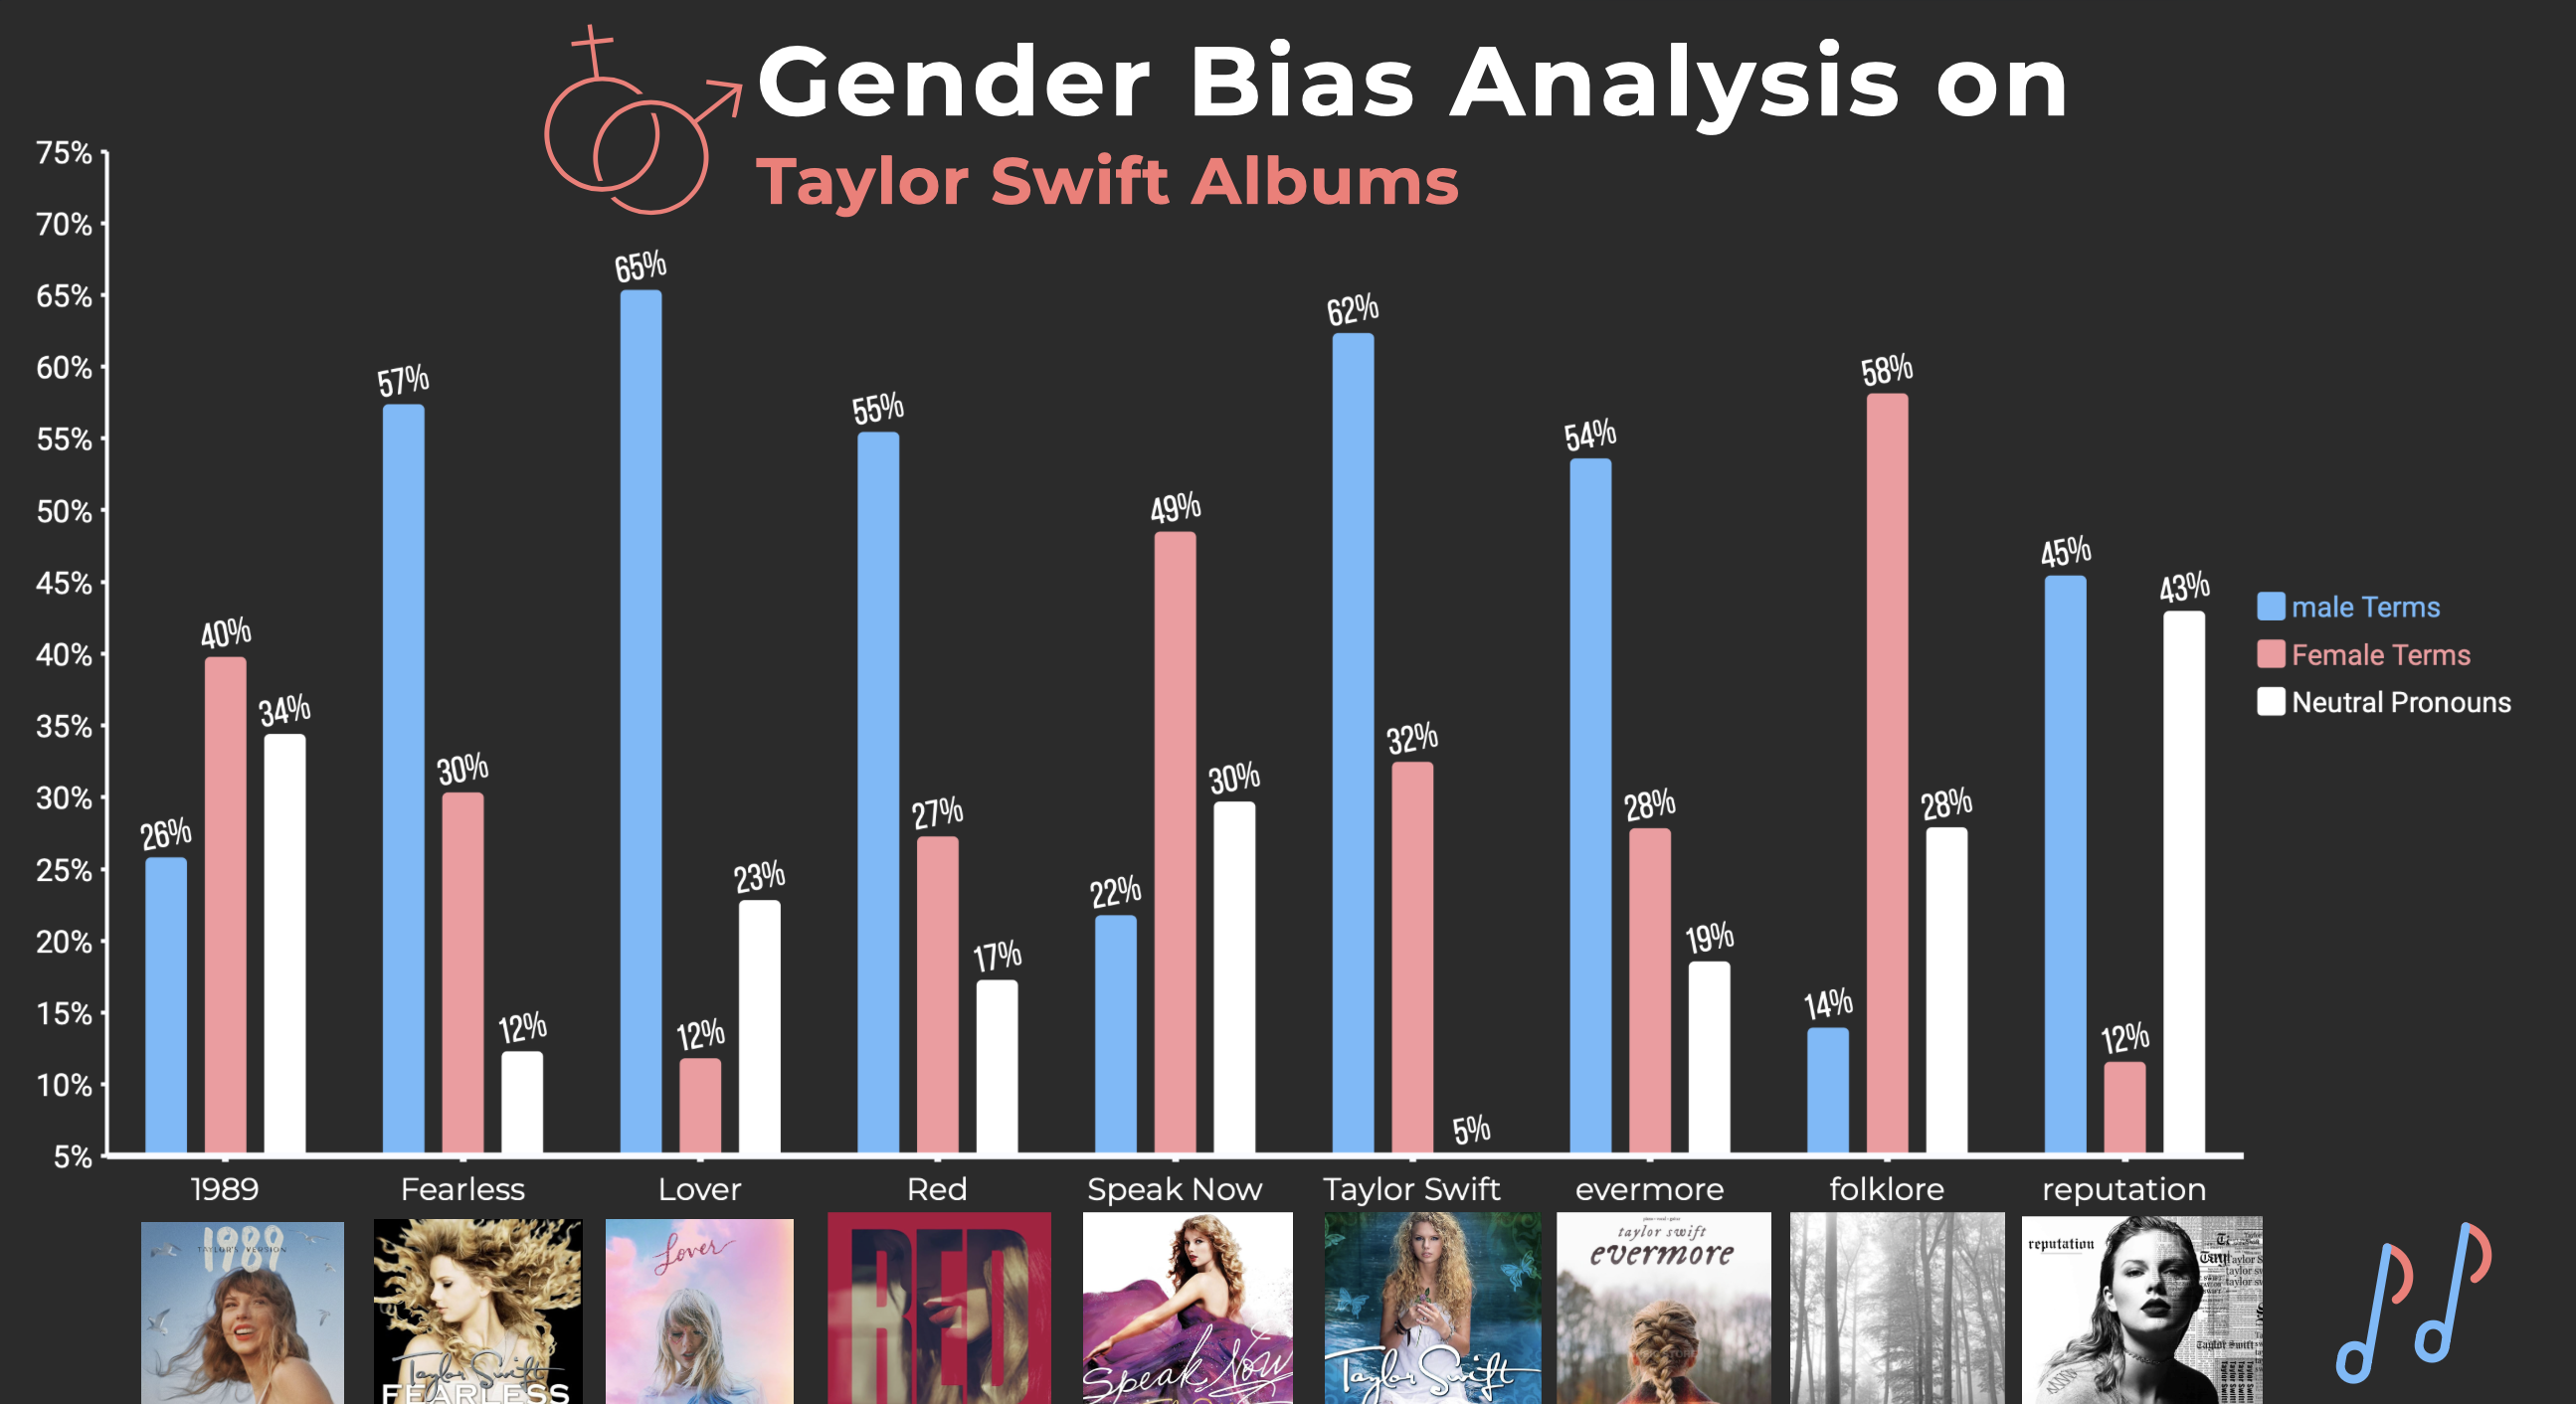 Gender Bias Analysis on
Taylor Swift Albums
75%
70%
65%
60%
55%
50%
45%
40%
35%
30%
25%
20%
15%
10%
5%
26% 40% 34%
57% 30% 12%
65% 12% 23%
55% 27% 17%
22% 49% 30%
62% 32% 5%
54% 28% 19%
14% 58% 28%
45% 12% 43%
male Terms
Female Terms
Neutral Pronouns
1989 Fearless Lover Red Speak Now Taylor Swift evermore folklore reputation
1989
TAYLOR'S VERSION
Taylor Swift
FEARLESS
Lover
RED
Speak Now
Taylor Swift
taylor swift
evermore
reputation
Taylor Swift